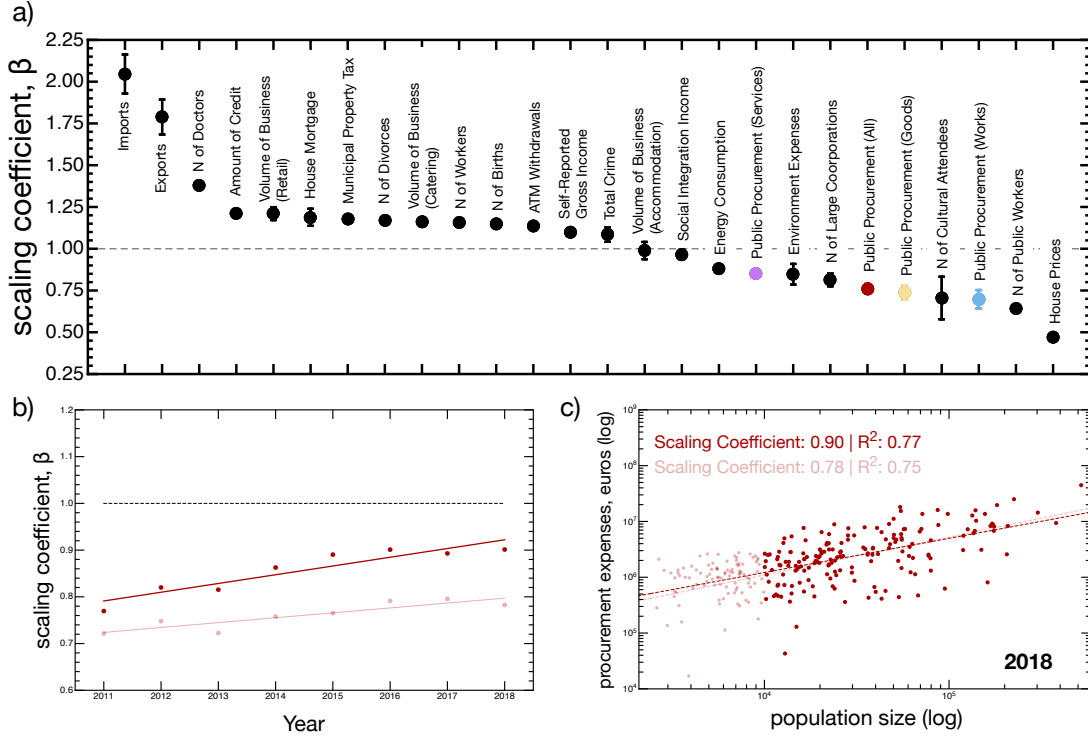 a)
scaling coefficient, β
2.25
2.00
1.75
1.50
1.25
1.00
0.75
0.50
0.25
Imports
Exports
N of Doctors
Amount of Credit
Volume of Business
(Retail)
House Mortgage
Municipal Property Tax
N of Divorces
Volume of Business
(Catering)
N of Workers
N of Births
ATM Withdrawals
Self-Reported
Gross Income
Total Crime
Volume of Business
(Accommodation)
Social Integration Income
Energy Consumption
Public Procurement (Services)
Environment Expenses
N of Large Coorporations
Public Procurement (All)
Public Procurement (Goods)
N of Cultural Attendees
Public Procurement (Works)
N of Public Workers
House Prices
b)
scaling coefficient, β
1.2
1.1
1.0
0.9
0.8
0.7
0.6
2011 2012 2013 2014 2015 2016 2017 2018
Year
c)
procurement expenses, euros (log)
10⁹
10⁸
10⁷
10⁶
10⁵
10⁴
Scaling Coefficient: 0.90 | R²: 0.77
Scaling Coefficient: 0.78 | R²: 0.75
2018
10⁴ 10⁵
population size (log)